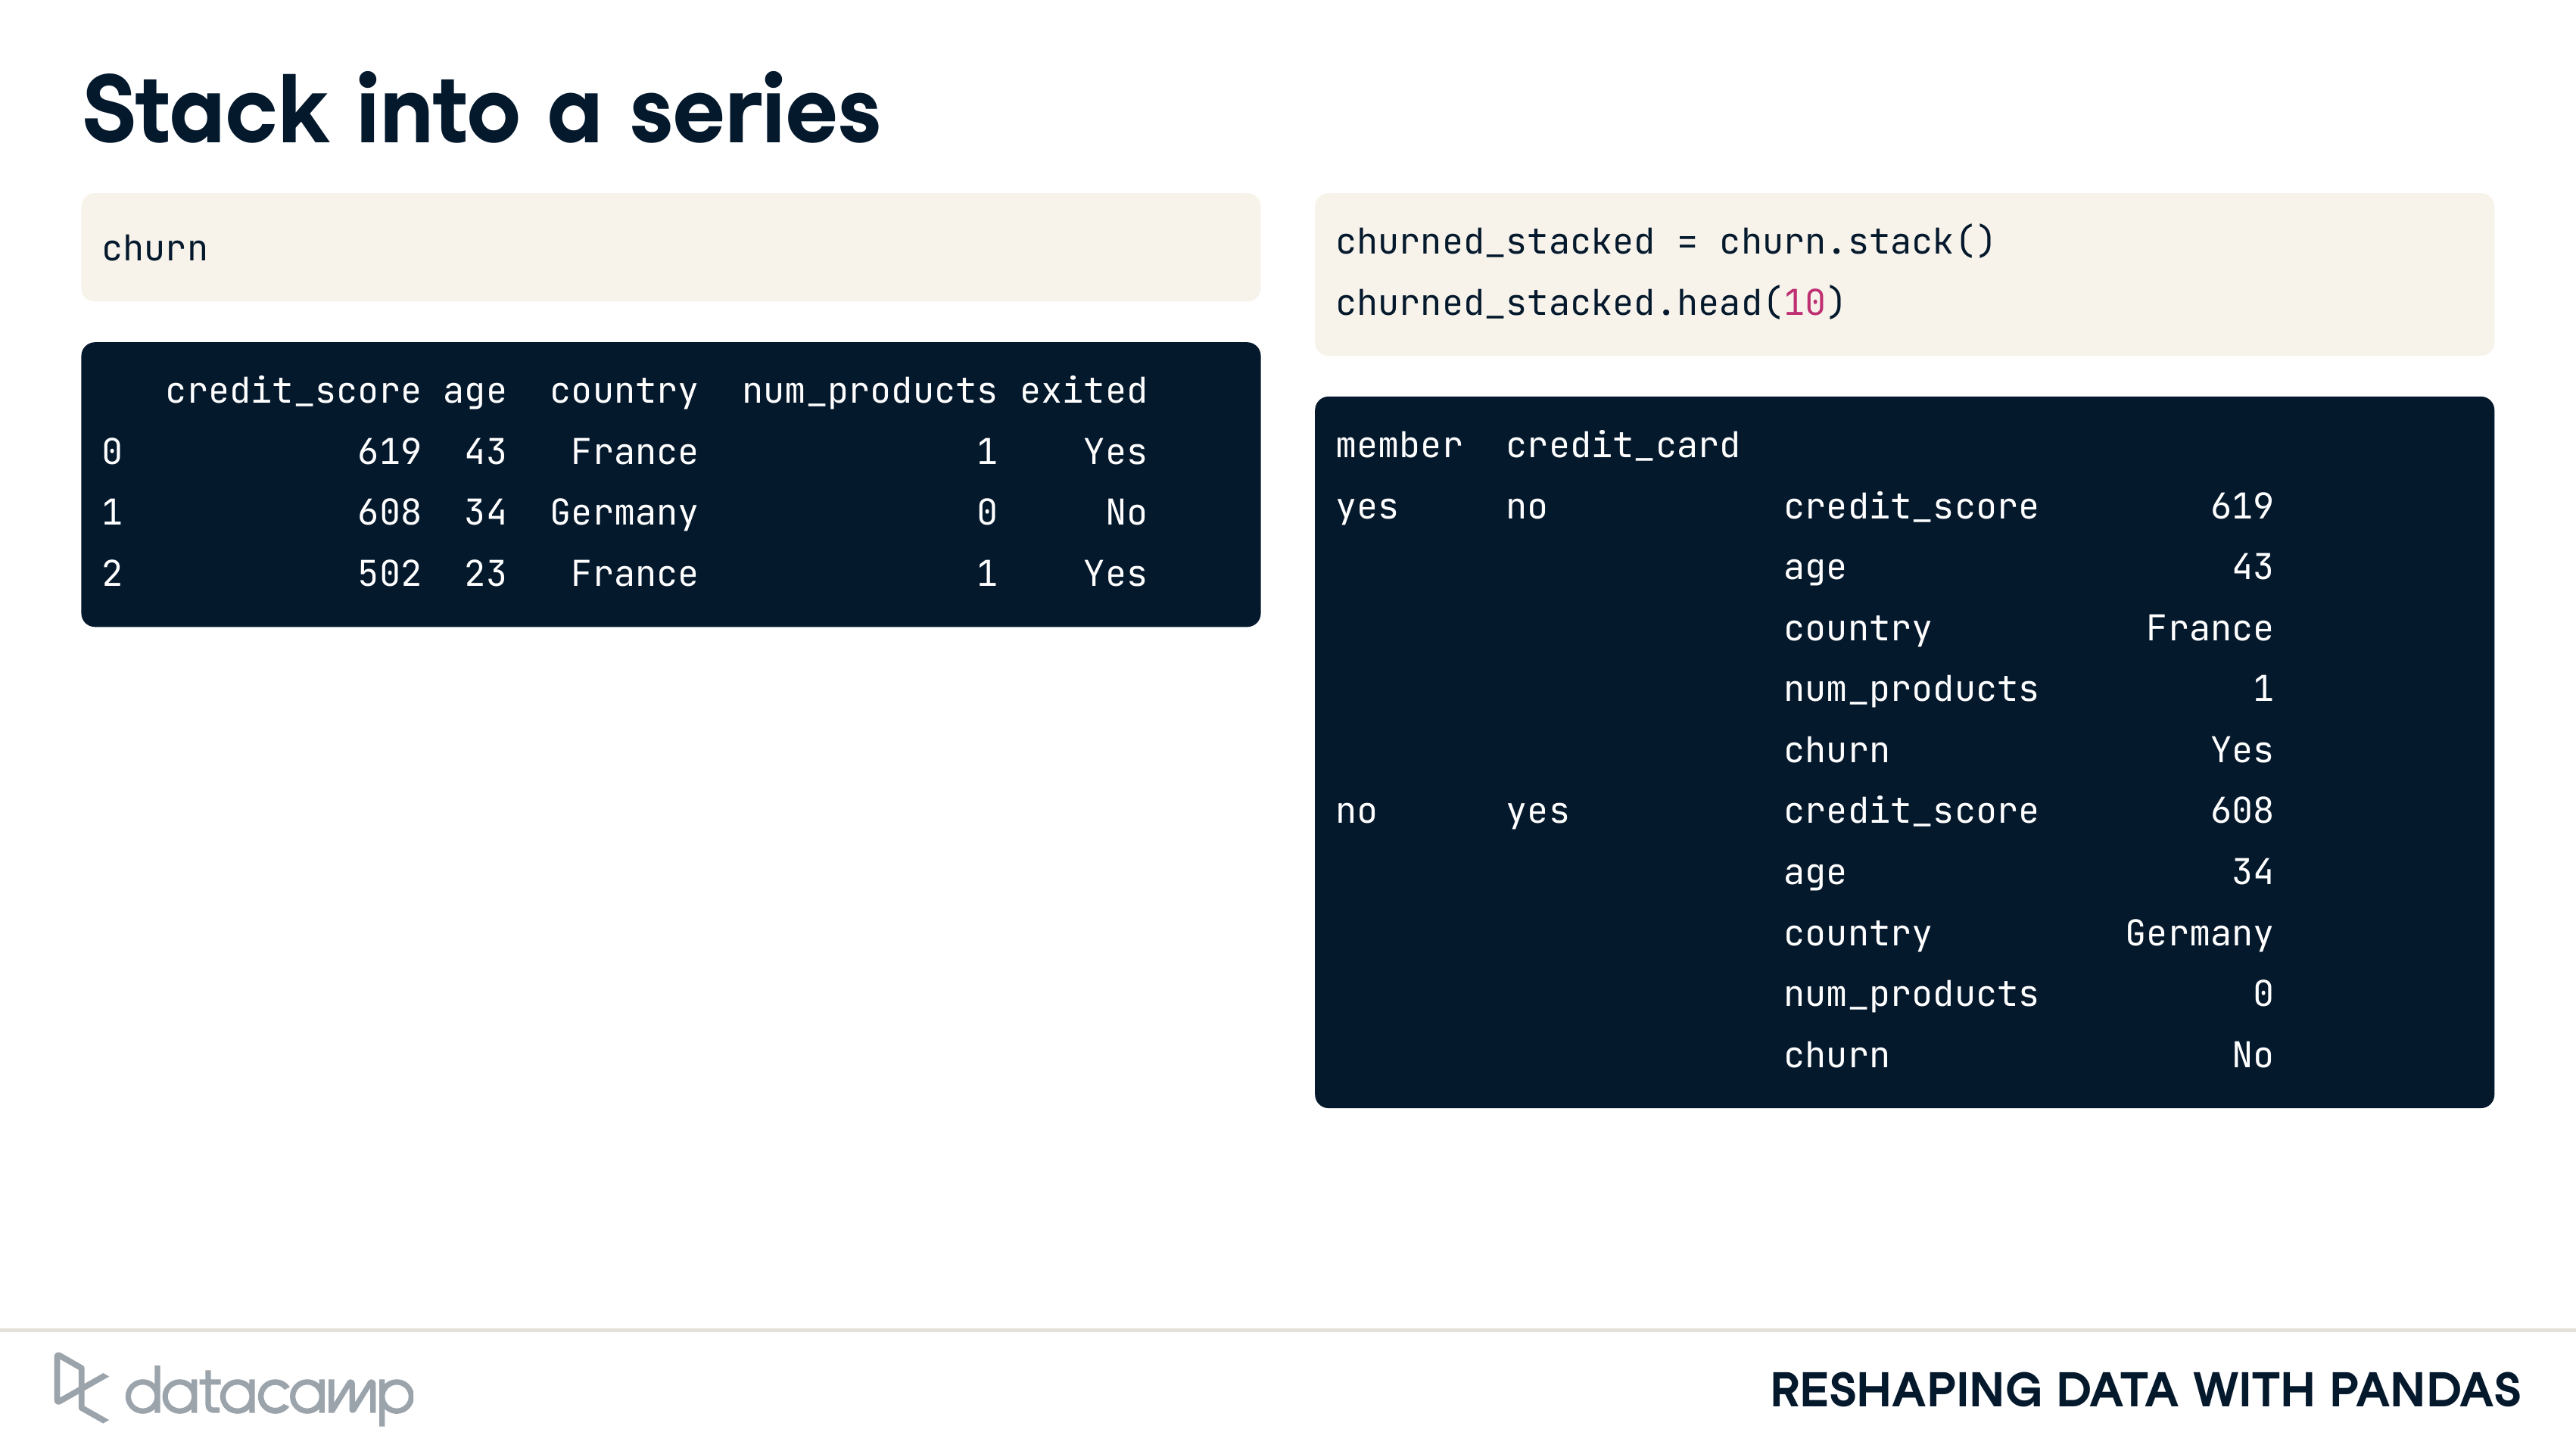 Stack into a series
churn
credit_score age country num_products exited
0 619 43 France 1 Yes
1 608 34 Germany 0 No
2 502 23 France 1 Yes
churned_stacked = churn.stack()
churned_stacked.head(10)
member credit_card
yes no credit_score 619
age 43
country France
num_products 1
churn Yes
no yes credit_score 608
age 34
country Germany
num_products 0
churn No
datacamp
RESHAPING DATA WITH PANDAS